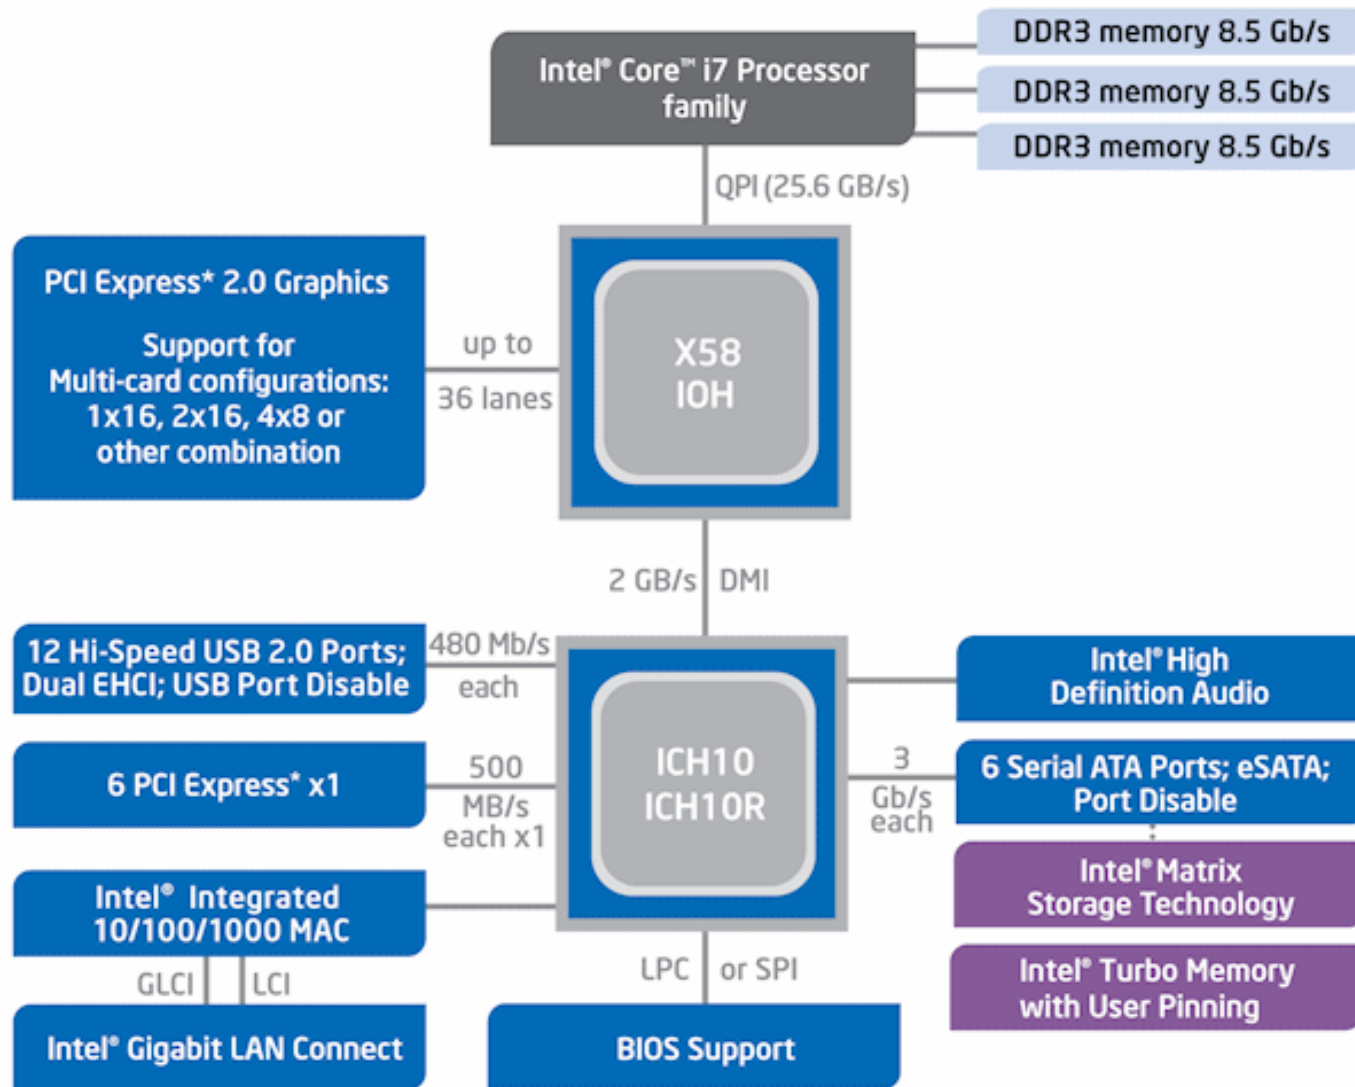 DDR3 memory 8.5 Gb/s
Intel® Core™ i7 Processor
family
DDR3 memory 8.5 Gb/s
DDR3 memory 8.5 Gb/s
QPI (25.6 GB/s)
PCI Express* 2.0 Graphics
Support for
Multi-card configurations:
1x16, 2x16, 4x8 or
other combination
up to
36 lanes
X58
IOH
2 GB/s DMI
12 Hi-Speed USB 2.0 Ports;
Dual EHCI; USB Port Disable
480 Mb/s
each
Intel® High
Definition Audio
6 PCI Express* x1
500
MB/s
each x1
ICH10
ICH10R
3
Gb/s
each
6 Serial ATA Ports; eSATA;
Port Disable
Intel® Matrix
Storage Technology
Intel® Integrated
10/100/1000 MAC
GLCI LCI
LPC or SPI
Intel® Turbo Memory
with User Pinning
Intel® Gigabit LAN Connect
BIOS Support